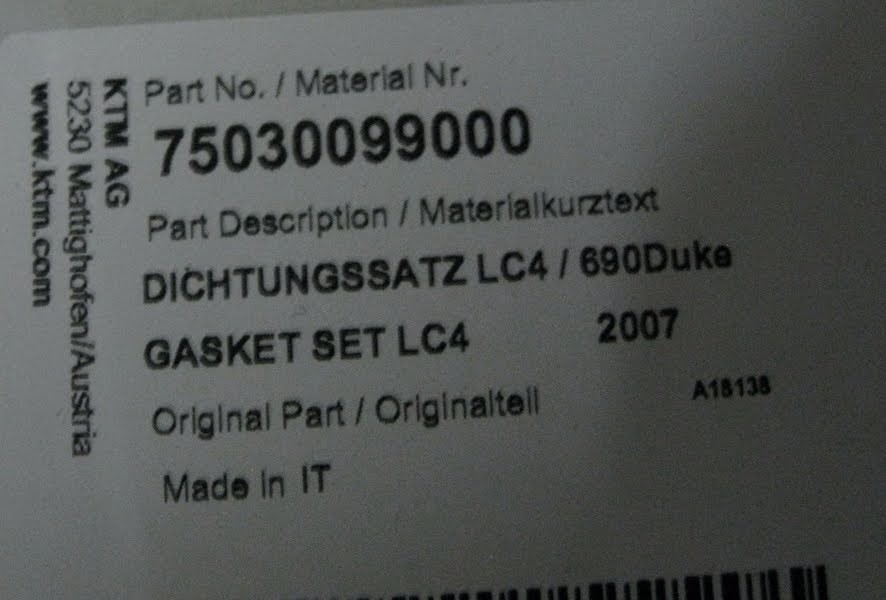 KTM AG
5230 Mattighofen/Austria
www.ktm.com
Part No. / Material Nr.
75030099000
Part Description / Materialkurztext
DICHTUNGSSATZ LC4 / 690Duke
GASKET SET LC4 2007
Original Part / Originalteil A18138
Made in IT